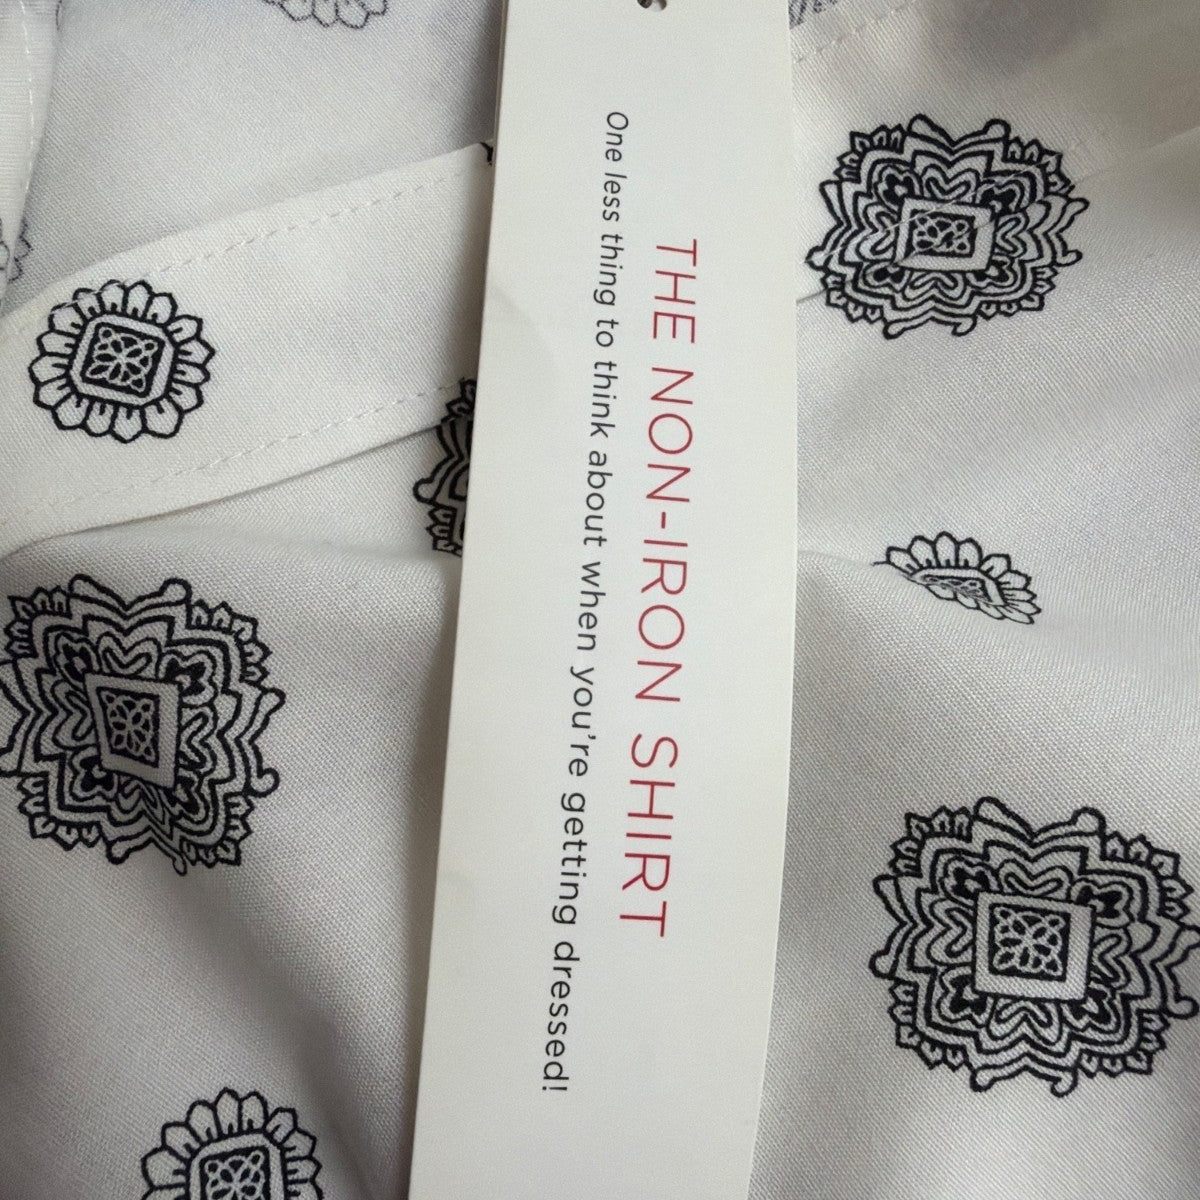 THE NON-IRON SHIRT
One less thing to think about when you're getting dressed!